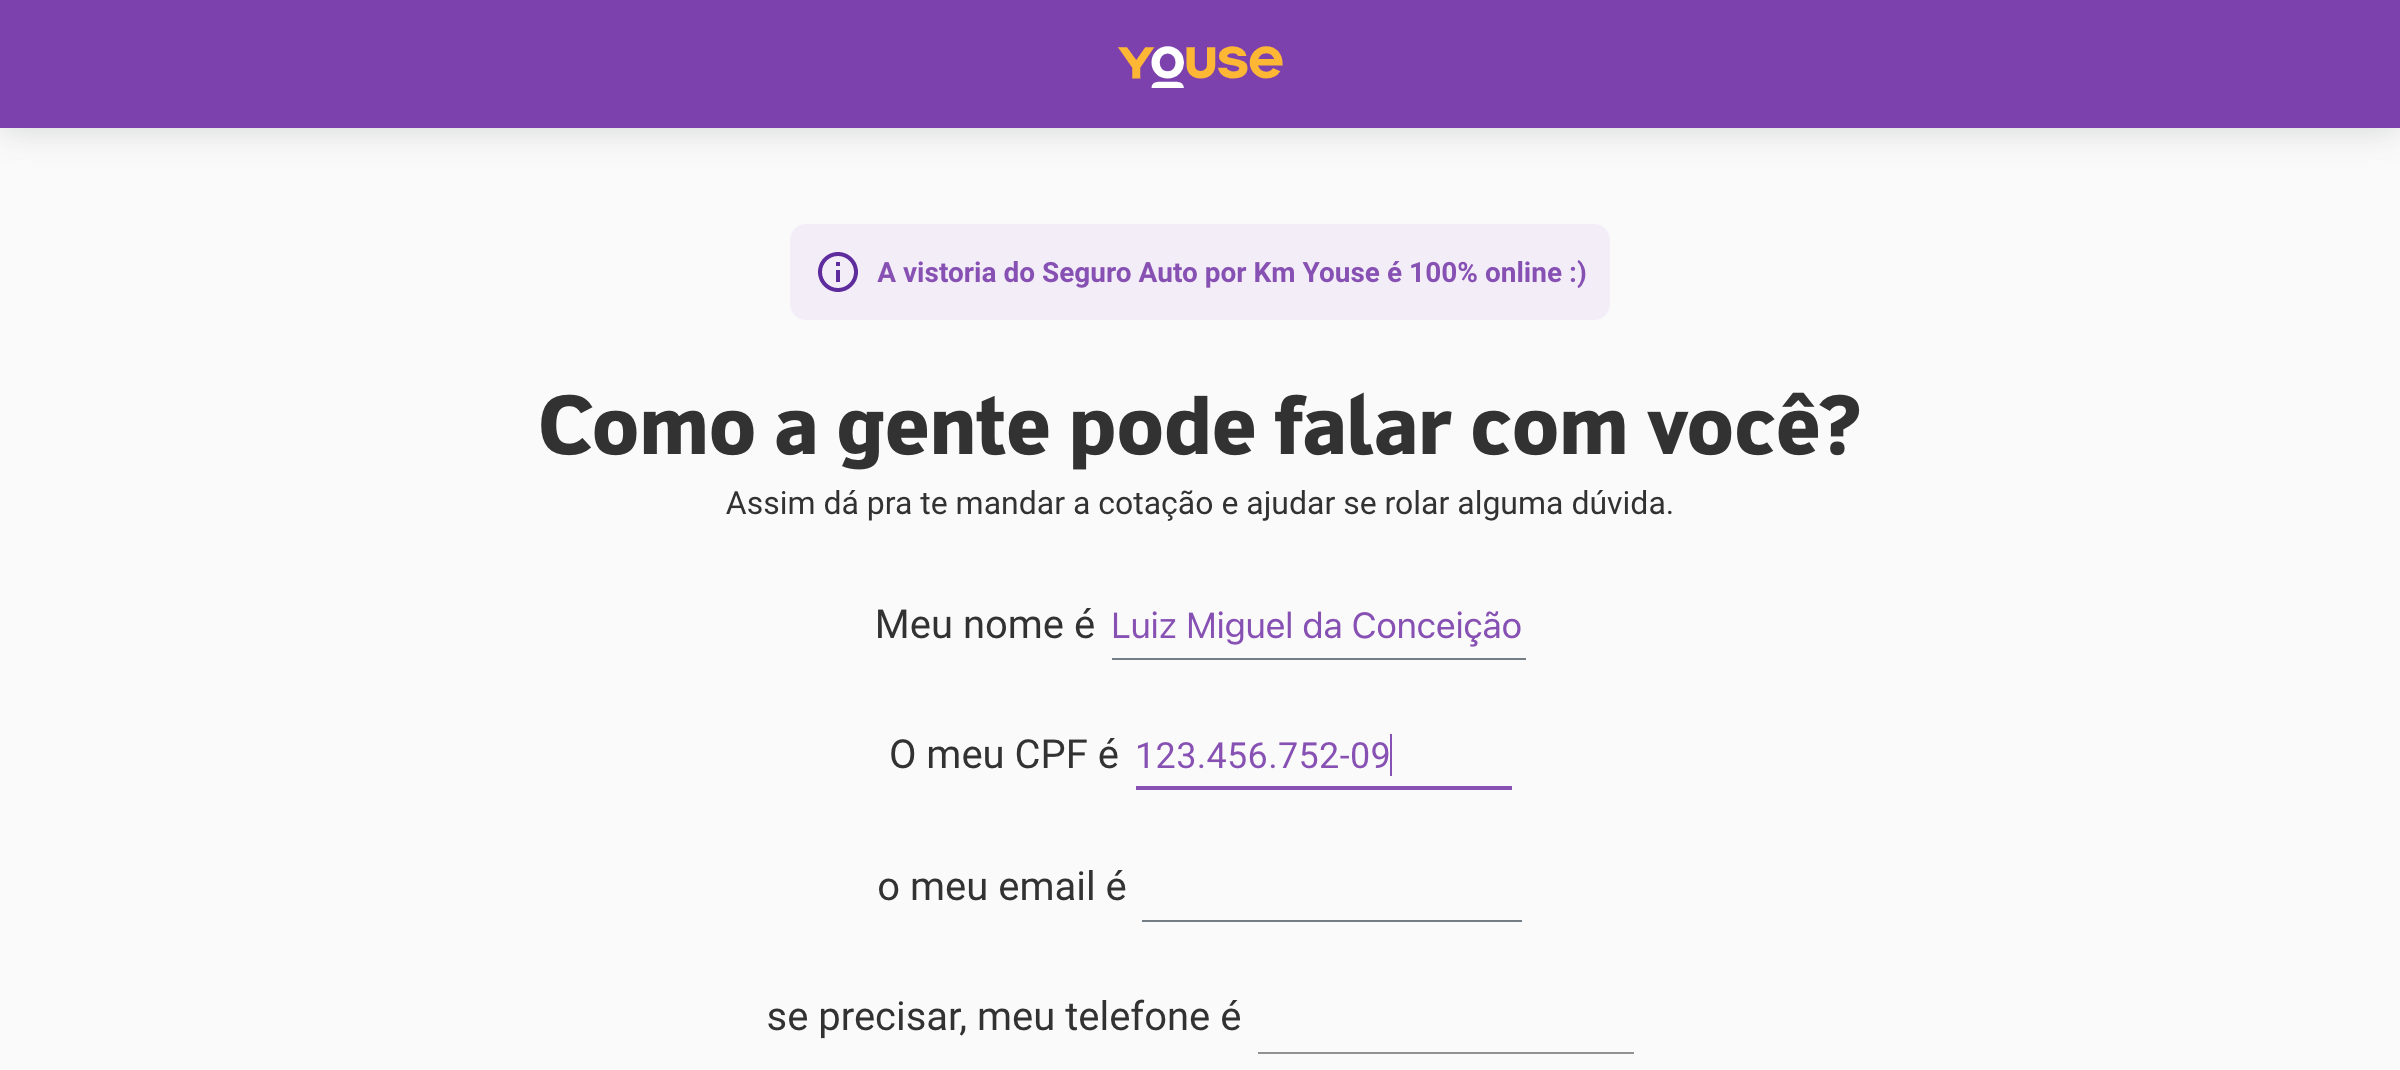 youse
A vistoria do Seguro Auto por Km Youse é 100% online :)
Como a gente pode falar com você?
Assim dá pra te mandar a cotação e ajudar se rolar alguma dúvida.
Meu nome é Luiz Miguel da Conceição
O meu CPF é 123.456.752-09
o meu email é
se precisar, meu telefone é